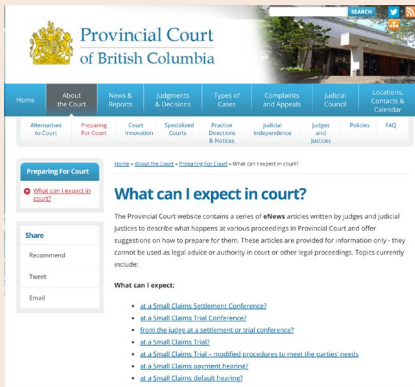 SEARCH
Provincial Court
of British Columbia
Home
About
the Court
News &
Reports
Judgments
& Decisions
Types of
Cases
Complaints
and Appeals
Judicial
Council
Locations,
Contacts &
Calendar
Alternatives
to Court
Preparing
For Court
Court
Innovation
Specialized
Courts
Practice
Directions
& Notices
Judicial
Independence
Judges
and
Justices
Policies
FAQ
Preparing For Court
What can I expect in
court?
Share
Recommend
Tweet
Email
Home » About the Court » Preparing For Court » What can I expect in court?
What can I expect in court?
The Provincial Court website contains a series of eNews articles written by judges and judicial
justices to describe what happens at various proceedings in Provincial Court and offer
suggestions on how to prepare for them. These articles are provided for information only - they
cannot be used as legal advice or authority in court or other legal proceedings. Topics currently
include:
What can I expect:
at a Small Claims Settlement Conference?
at a Small Claims Trial Conference?
from the judge at a settlement or trial conference?
at a Small Claims Trial?
at a Small Claims Trial – modified procedures to meet the parties' needs
at a Small Claims payment hearing?
at a Small Claims default hearing?